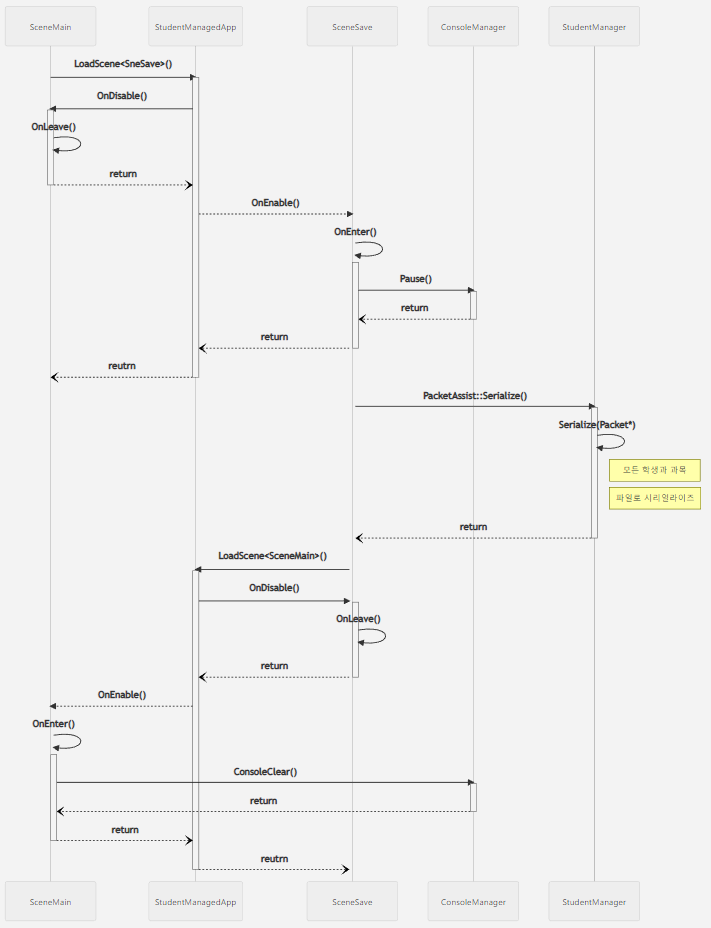 SceneMain StudentManagedApp SceneSave ConsoleManager StudentManager
LoadScene<SneSave>()
OnDisable()
OnLeave()
return
OnEnable()
OnEnter()
Pause()
return
return
reutrn
PacketAssist::Serialize()
Serialize(Packet*)
모든 학생과 과목
파일로 시리얼라이즈
return
LoadScene<SceneMain>()
OnDisable()
OnLeave()
return
OnEnable()
OnEnter()
ConsoleClear()
return
return
reutrn
SceneMain StudentManagedApp SceneSave ConsoleManager StudentManager